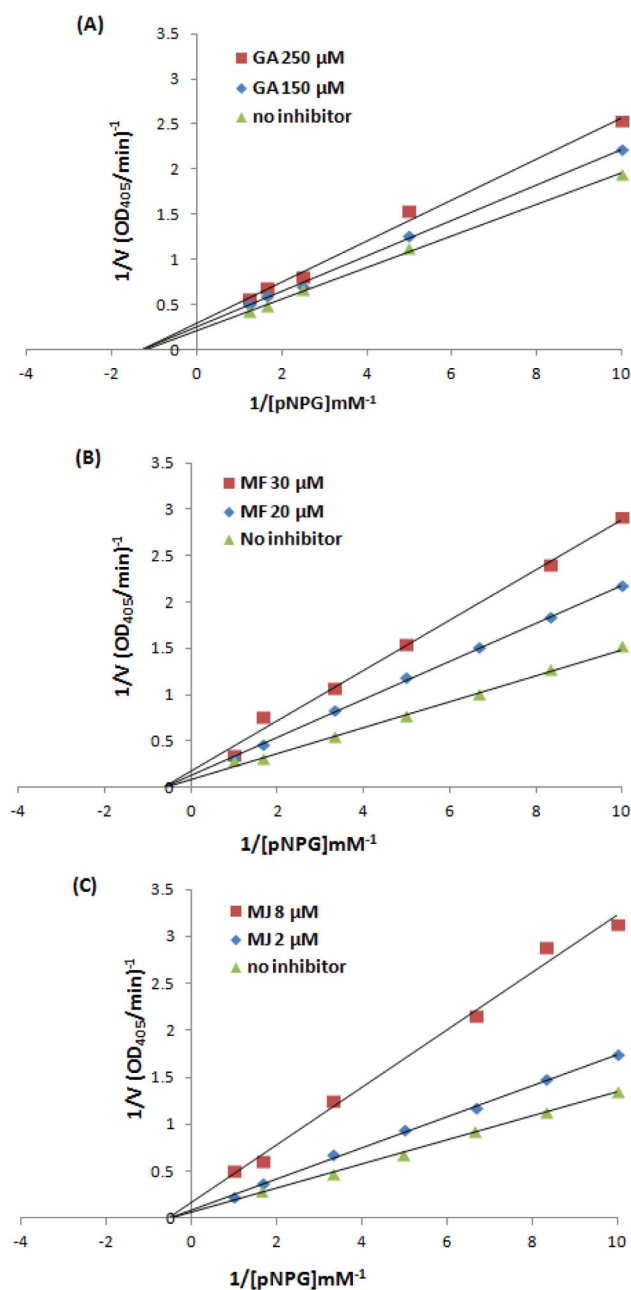 (A)
GA 250 µM
GA 150 µM
no inhibitor
1/V (OD405/min)-1
3.5
3
2.5
2
1.5
1
0.5
0
-4 -2 0 2 4 6 8 10
1/[pNPG]mM-1
(B)
MF 30 µM
MF 20 µM
No inhibitor
1/V (OD405/min)-1
3.5
3
2.5
2
1.5
1
0.5
0
-4 -2 0 2 4 6 8 10
1/[pNPG]mM-1
(C)
MJ 8 µM
MJ 2 µM
no inhibitor
1/V (OD405/min)-1
3.5
3
2.5
2
1.5
1
0.5
0
-4 -2 0 2 4 6 8 10
1/[pNPG]mM-1